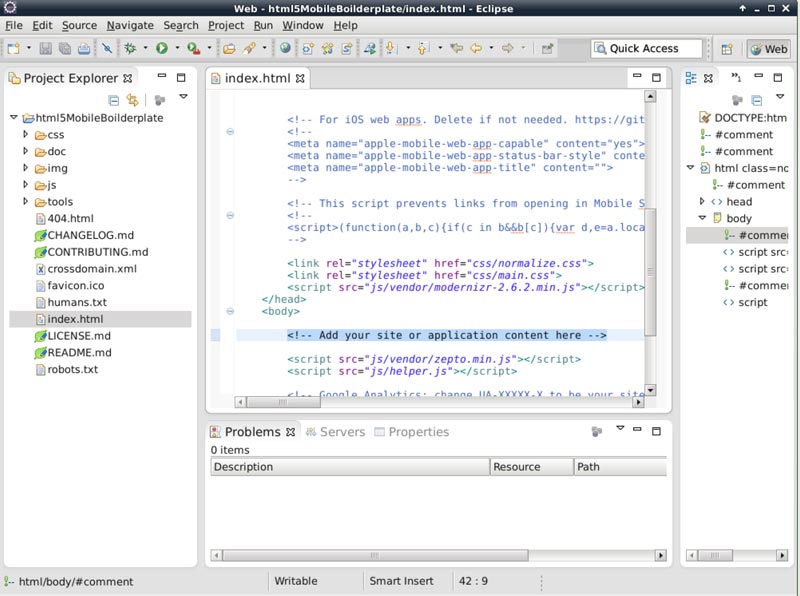 Web - html5MobileBoilderplate/index.html - Eclipse
File Edit Source Navigate Search Project Run Window Help
Quick Access
Web
Project Explorer
html5MobileBoilderplate
css
doc
img
js
tools
404.html
CHANGELOG.md
CONTRIBUTING.md
crossdomain.xml
favicon.ico
humans.txt
index.html
LICENSE.md
README.md
robots.txt
index.html
<!-- For iOS web apps. Delete if not needed. https://git
<!--
<meta name="apple-mobile-web-app-capable" content="yes">
<meta name="apple-mobile-web-app-status-bar-style" conte
<meta name="apple-mobile-web-app-title" content="">
-->
<!-- This script prevents links from opening in Mobile S
<!--
<script>(function(a,b,c){if(c in b&&b[c]){var d,e=a.loca
-->
<link rel="stylesheet" href="css/normalize.css">
<link rel="stylesheet" href="css/main.css">
<script src="js/vendor/modernizr-2.6.2.min.js"></script>
</head>
<body>
<!-- Add your site or application content here -->
<script src="js/vendor/zepto.min.js"></script>
<script src="js/helper.js"></script>
<!-- Google Analytics: change UA-XXXXX-X to be your site
Problems Servers Properties
0 items
Description Resource Path
DOCTYPE:htm
#comment
#comment
html class=no
#comment
head
body
#comme
script src=
script src=
#comme
script
html/body/#comment Writable Smart Insert 42 : 9